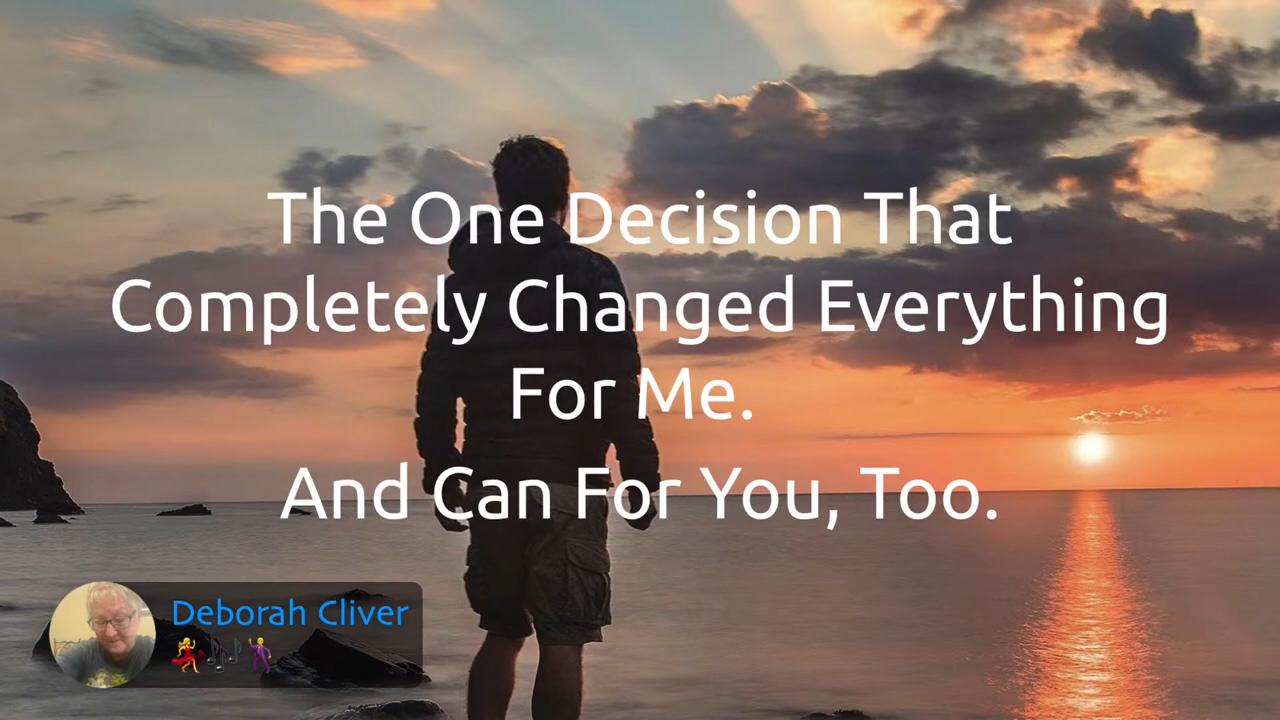 The One Decision That
Completely Changed Everything
For Me.
And Can For You, Too.
Deborah Cliver
💃🎶🕺